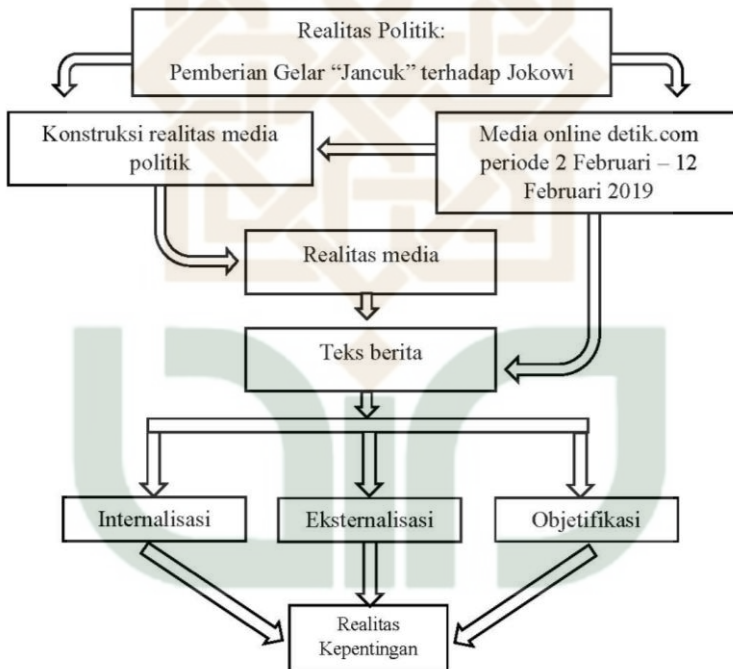 Realitas Politik:
Pemberian Gelar “Jancuk” terhadap Jokowi
Konstruksi realitas media
politik
Media online detik.com
periode 2 Februari – 12
Februari 2019
Realitas media
Teks berita
Internalisasi
Eksternalisasi
Objetifikasi
Realitas
Kepentingan